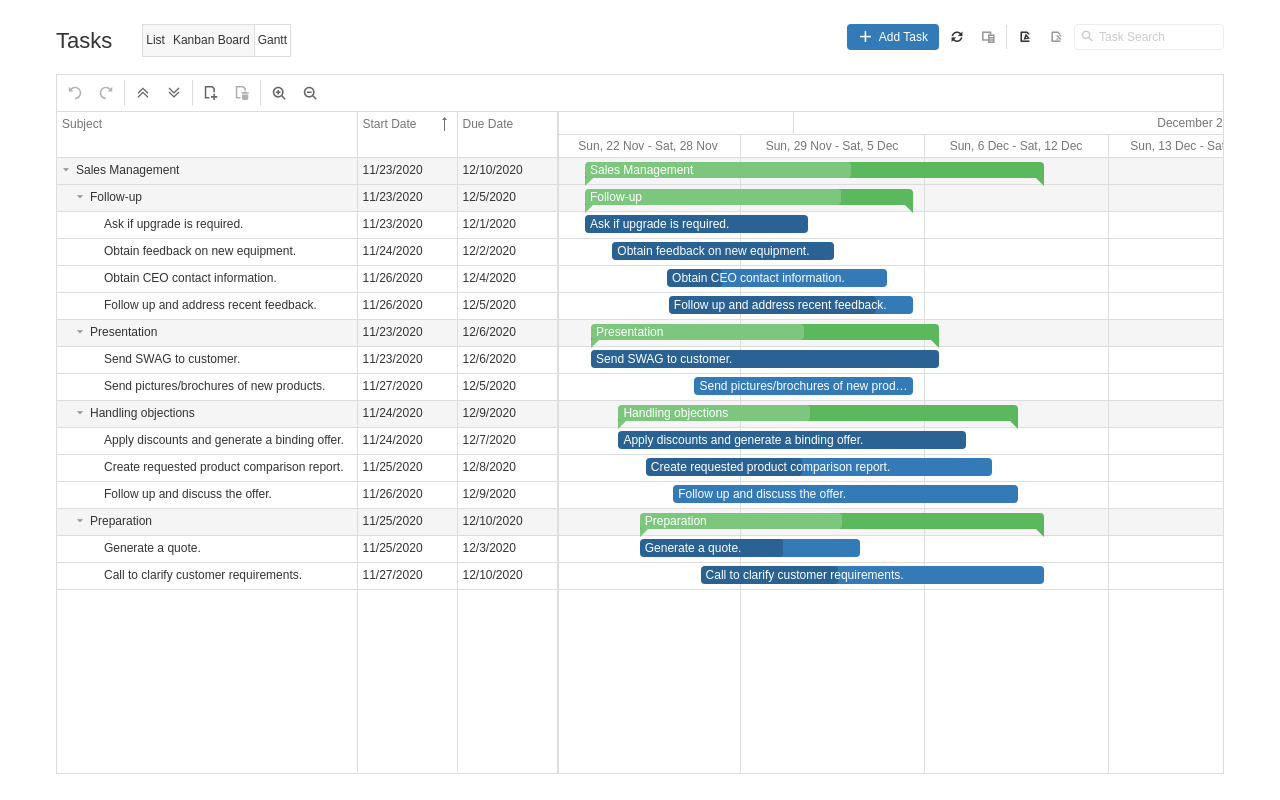 Tasks
List Kanban Board Gantt
Add Task
Task Search
Subject Start Date Due Date
December 2
Sun, 22 Nov - Sat, 28 Nov Sun, 29 Nov - Sat, 5 Dec Sun, 6 Dec - Sat, 12 Dec Sun, 13 Dec - Sat
Sales Management 11/23/2020 12/10/2020 Sales Management
Follow-up 11/23/2020 12/5/2020 Follow-up
Ask if upgrade is required. 11/23/2020 12/1/2020 Ask if upgrade is required.
Obtain feedback on new equipment. 11/24/2020 12/2/2020 Obtain feedback on new equipment.
Obtain CEO contact information. 11/26/2020 12/4/2020 Obtain CEO contact information.
Follow up and address recent feedback. 11/26/2020 12/5/2020 Follow up and address recent feedback.
Presentation 11/23/2020 12/6/2020 Presentation
Send SWAG to customer. 11/23/2020 12/6/2020 Send SWAG to customer.
Send pictures/brochures of new products. 11/27/2020 12/5/2020 Send pictures/brochures of new prod…
Handling objections 11/24/2020 12/9/2020 Handling objections
Apply discounts and generate a binding offer. 11/24/2020 12/7/2020 Apply discounts and generate a binding offer.
Create requested product comparison report. 11/25/2020 12/8/2020 Create requested product comparison report.
Follow up and discuss the offer. 11/26/2020 12/9/2020 Follow up and discuss the offer.
Preparation 11/25/2020 12/10/2020 Preparation
Generate a quote. 11/25/2020 12/3/2020 Generate a quote.
Call to clarify customer requirements. 11/27/2020 12/10/2020 Call to clarify customer requirements.